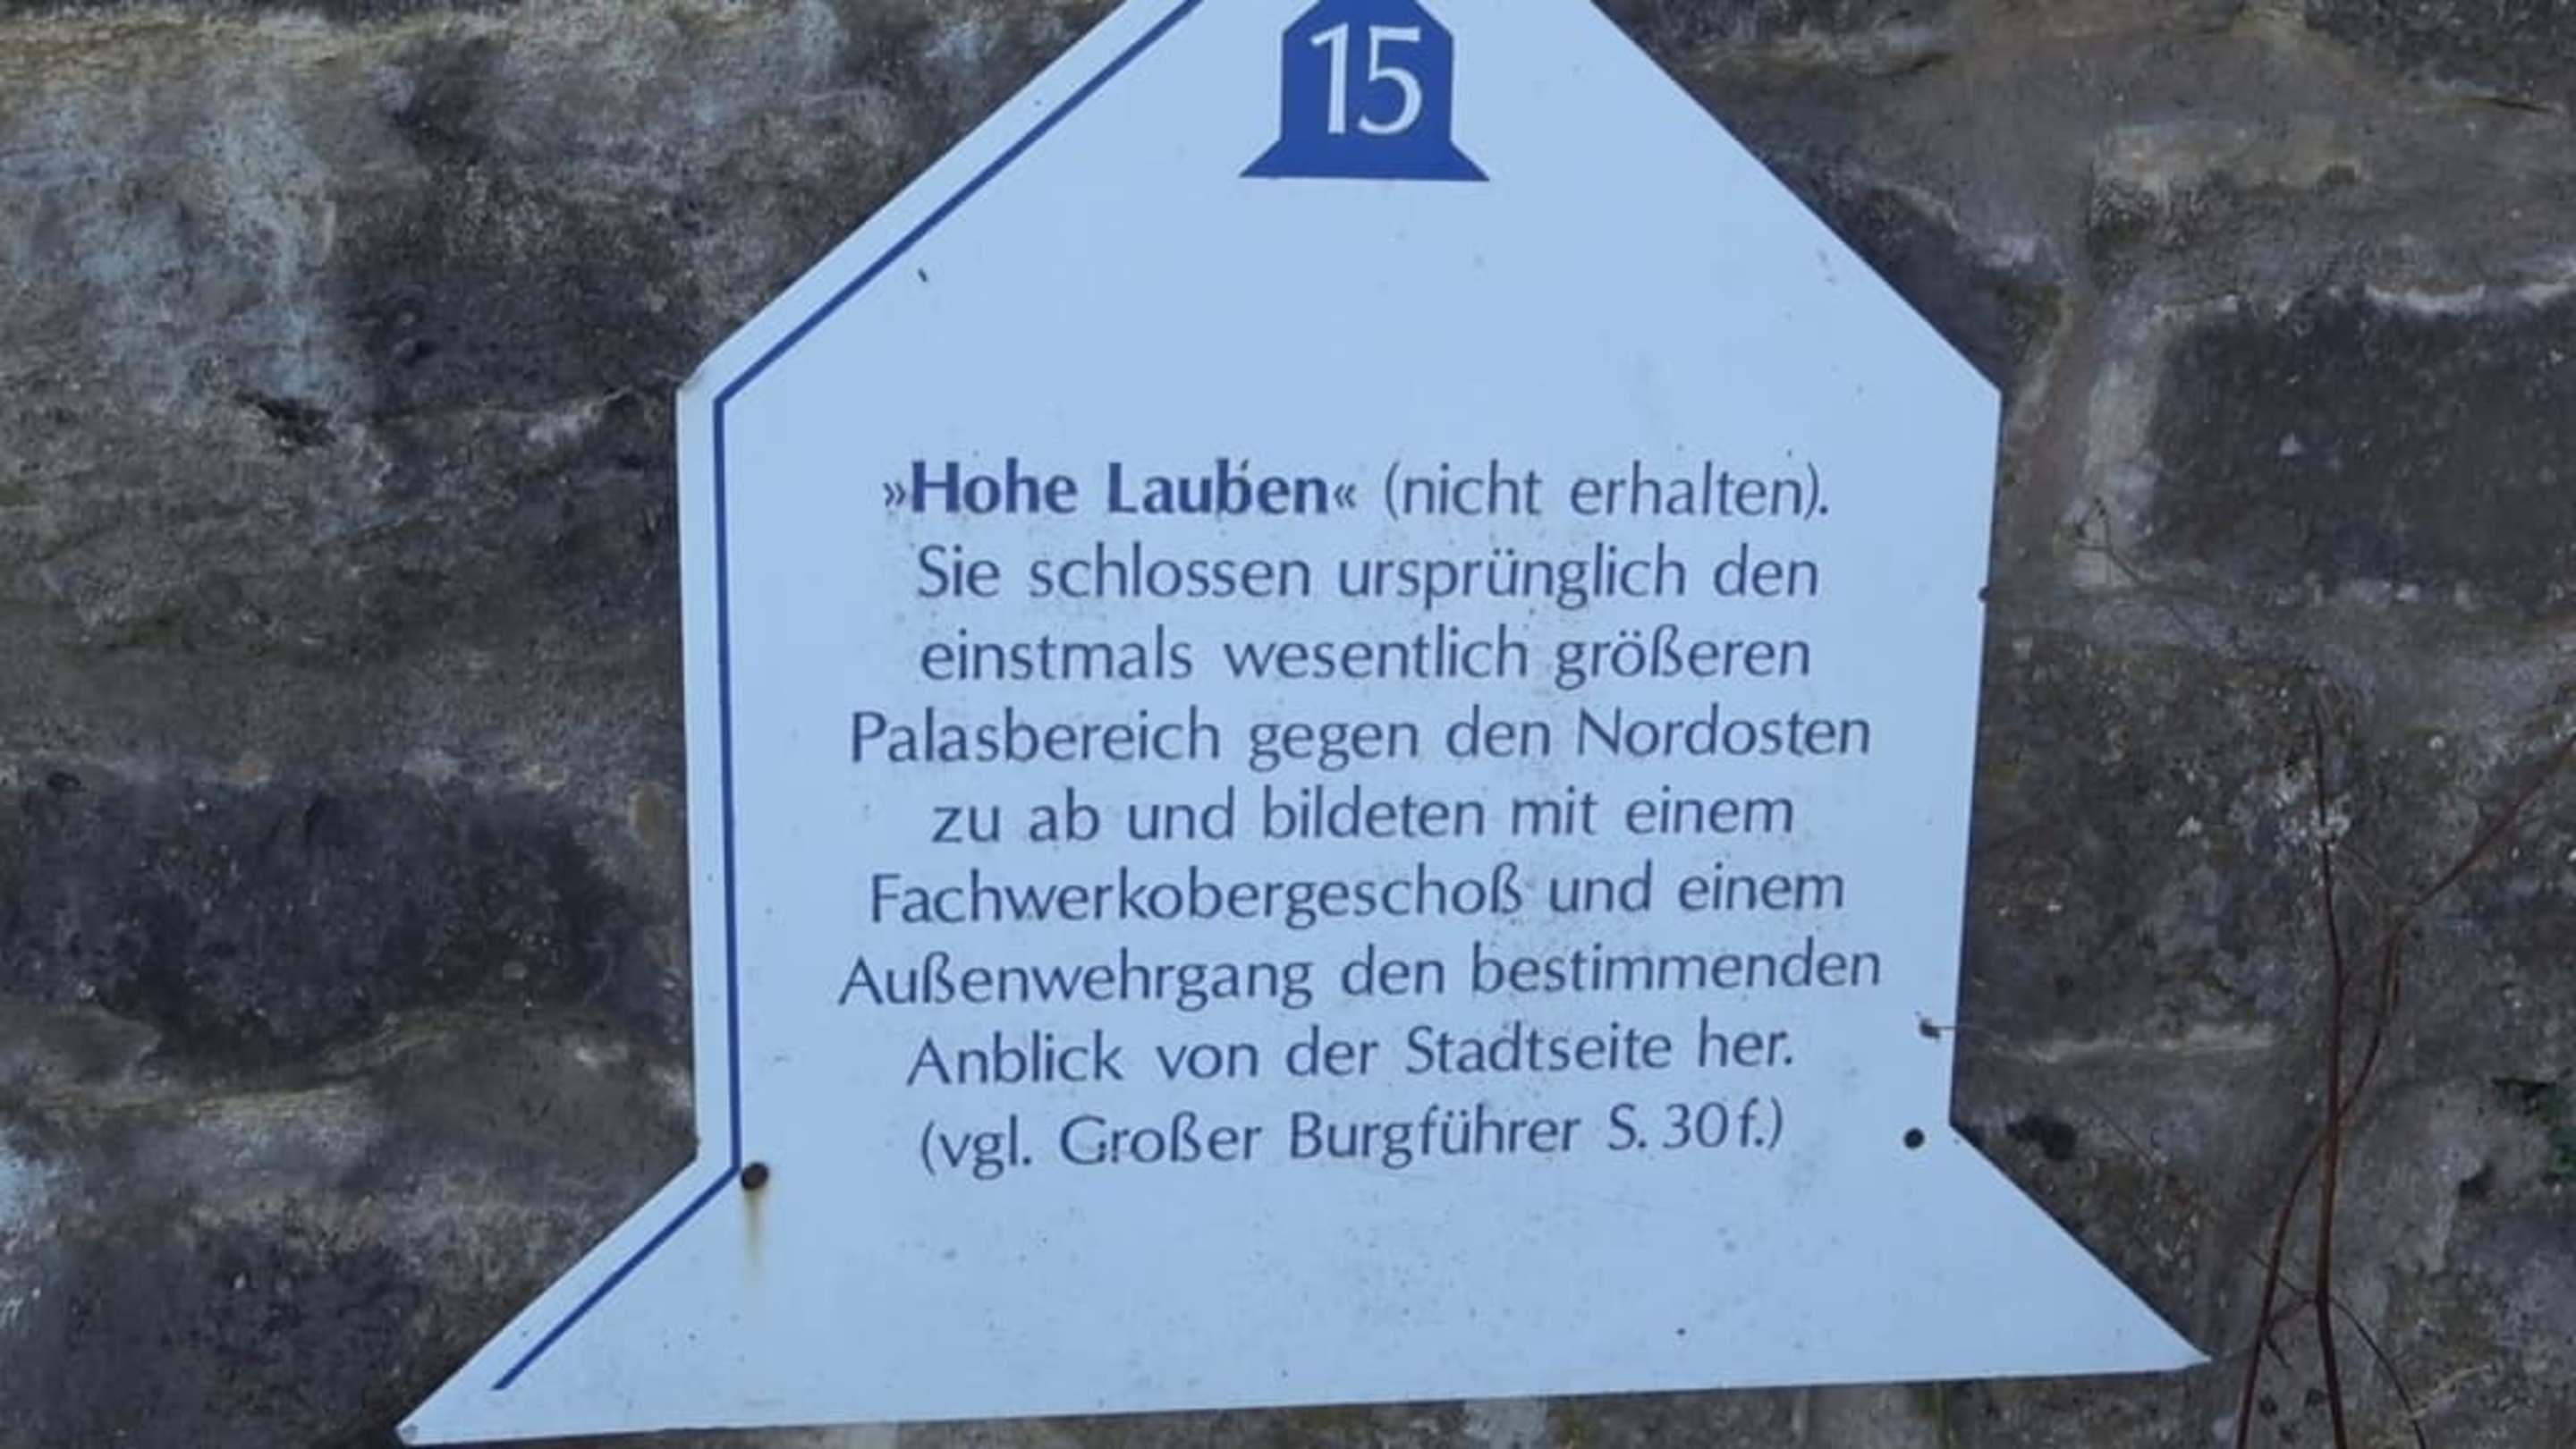 15
»Hohe Lauben« (nicht erhalten).
Sie schlossen ursprünglich den
einstmals wesentlich größeren
Palasbereich gegen den Nordosten
zu ab und bildeten mit einem
Fachwerkobergeschoß und einem
Außenwehrgang den bestimmenden
Anblick von der Stadtseite her.
(vgl. Großer Burgführer S. 30 f.)